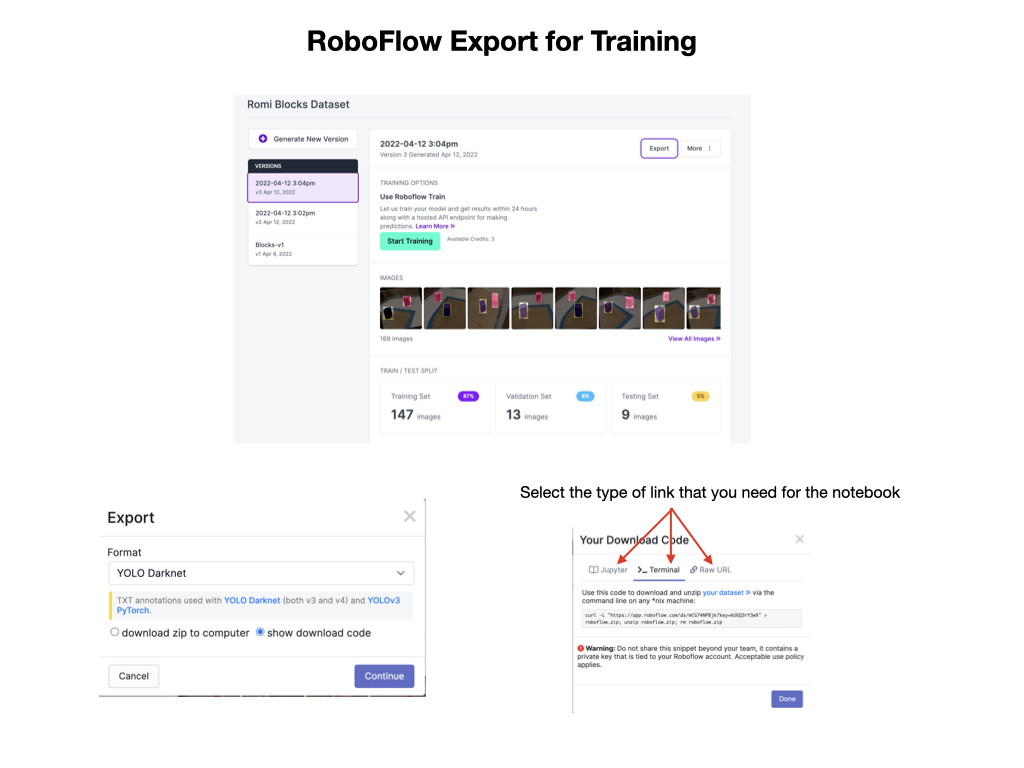 RoboFlow Export for Training
Romi Blocks Dataset
Generate New Version
VERSIONS
2022-04-12 3:04pm
v3 Apr 12, 2022
2022-04-12 3:02pm
v2 Apr 12, 2022
Blocks-v1
v1 Apr 4, 2022
2022-04-12 3:04pm
Version 3 Generated Apr 12, 2022
Export
More
TRAINING OPTIONS
Use Roboflow Train
Let us train your model and get results within 24 hours
along with a hosted API endpoint for making
predictions. Learn More »
Start Training
Available Credits: 3
IMAGES
169 images
View All Images »
TRAIN / TEST SPLIT
Training Set
87%
147 images
Validation Set
8%
13 images
Testing Set
5%
9 images
Export
Format
YOLO Darknet
TXT annotations used with YOLO Darknet (both v3 and v4) and YOLOv3
PyTorch.
download zip to computer
show download code
Cancel
Continue
Select the type of link that you need for the notebook
Your Download Code
Jupyter
Terminal
Raw URL
Use this code to download and unzip your dataset » via the
command line on any *nix machine:
curl -L "https://app.roboflow.com/ds/ >
roboflow.zip; unzip roboflow.zip; rm roboflow.zip
Warning: Do not share this snippet beyond your team, it contains a
private key that is tied to your Roboflow account. Acceptable use policy
applies.
Done